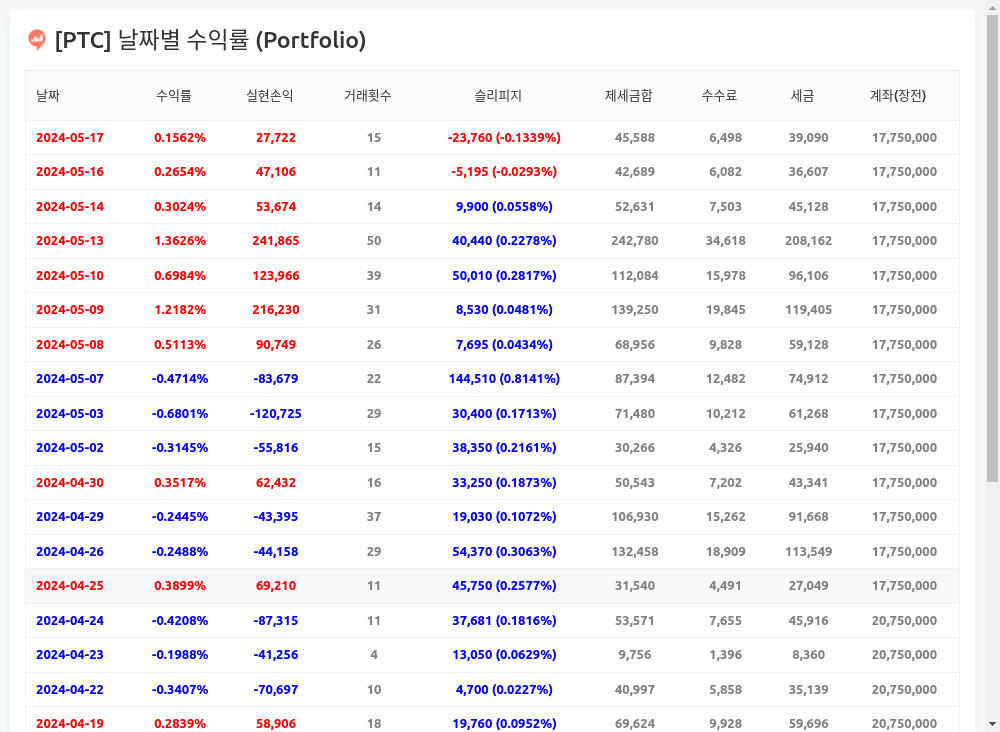 [PTC] 날짜별 수익률 (Portfolio)
날짜 수익률 실현손익 거래횟수 슬리피지 제세금합 수수료 세금 계좌(장전)
2024-05-17 0.1562% 27,722 15 -23,760 (-0.1339%) 45,588 6,498 39,090 17,750,000
2024-05-16 0.2654% 47,106 11 -5,195 (-0.0293%) 42,689 6,082 36,607 17,750,000
2024-05-14 0.3024% 53,674 14 9,900 (0.0558%) 52,631 7,503 45,128 17,750,000
2024-05-13 1.3626% 241,865 50 40,440 (0.2278%) 242,780 34,618 208,162 17,750,000
2024-05-10 0.6984% 123,966 39 50,010 (0.2817%) 112,084 15,978 96,106 17,750,000
2024-05-09 1.2182% 216,230 31 8,530 (0.0481%) 139,250 19,845 119,405 17,750,000
2024-05-08 0.5113% 90,749 26 7,695 (0.0434%) 68,956 9,828 59,128 17,750,000
2024-05-07 -0.4714% -83,679 22 144,510 (0.8141%) 87,394 12,482 74,912 17,750,000
2024-05-03 -0.6801% -120,725 29 30,400 (0.1713%) 71,480 10,212 61,268 17,750,000
2024-05-02 -0.3145% -55,816 15 38,350 (0.2161%) 30,266 4,326 25,940 17,750,000
2024-04-30 0.3517% 62,432 16 33,250 (0.1873%) 50,543 7,202 43,341 17,750,000
2024-04-29 -0.2445% -43,395 37 19,030 (0.1072%) 106,930 15,262 91,668 17,750,000
2024-04-26 -0.2488% -44,158 29 54,370 (0.3063%) 132,458 18,909 113,549 17,750,000
2024-04-25 0.3899% 69,210 11 45,750 (0.2577%) 31,540 4,491 27,049 17,750,000
2024-04-24 -0.4208% -87,315 11 37,681 (0.1816%) 53,571 7,655 45,916 20,750,000
2024-04-23 -0.1988% -41,256 4 13,050 (0.0629%) 9,756 1,396 8,360 20,750,000
2024-04-22 -0.3407% -70,697 10 4,700 (0.0227%) 40,997 5,858 35,139 20,750,000
2024-04-19 0.2839% 58,906 18 19,760 (0.0952%) 69,624 9,928 59,696 20,750,000